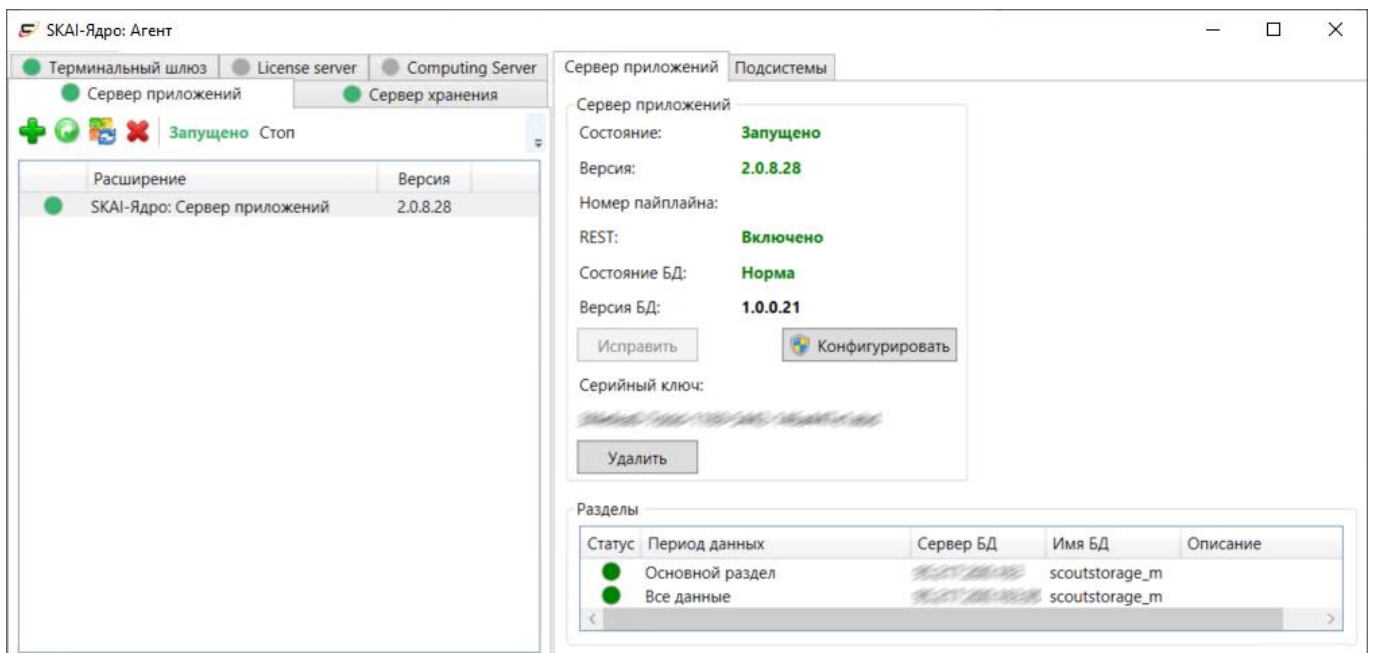 SKAI-Ядро: Агент
Терминальный шлюз License server Computing Server
Сервер приложений Сервер хранения
Запущено Стоп
Расширение Версия
SKAI-Ядро: Сервер приложений 2.0.8.28
Сервер приложений Подсистемы
Сервер приложений
Состояние: Запущено
Версия: 2.0.8.28
Номер пайплайна:
REST: Включено
Состояние БД: Норма
Версия БД: 1.0.0.21
Исправить Конфигурировать
Серийный ключ:
Удалить
Разделы
Статус Период данных Сервер БД Имя БД Описание
Основной раздел scoutstorage_m
Все данные scoutstorage_m